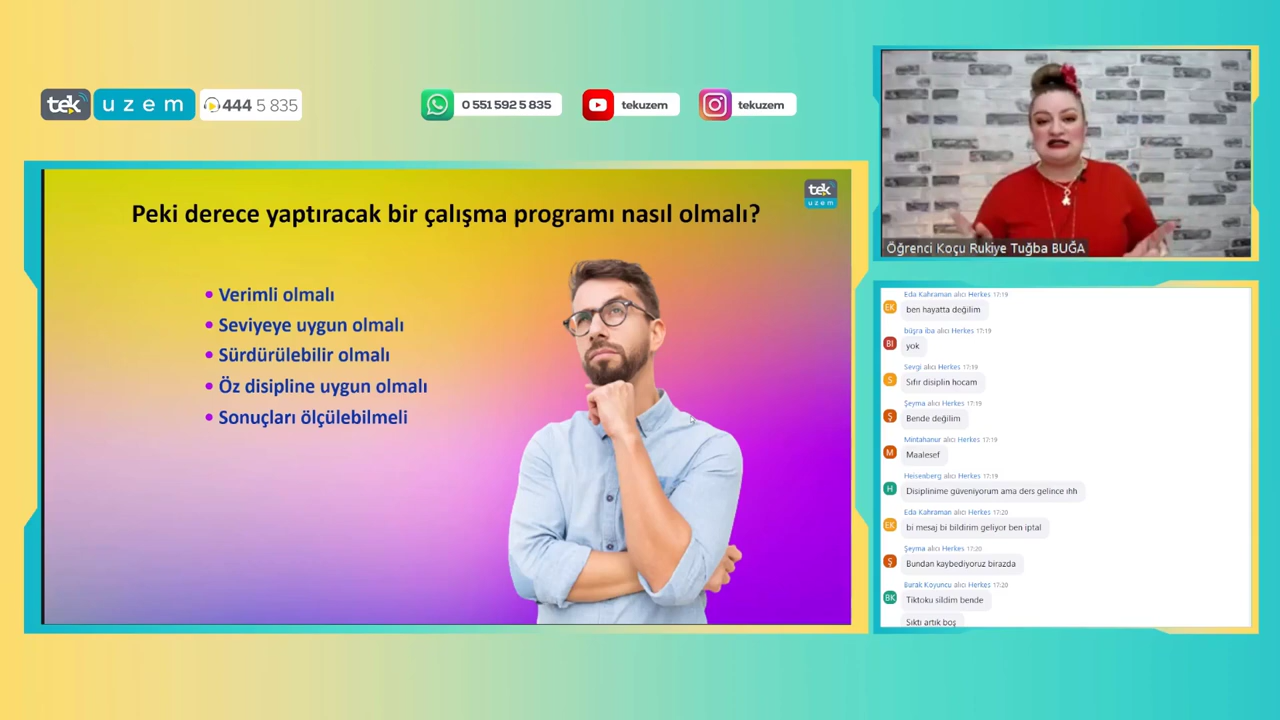 tek uzem 444 5 835
0 551 592 5 835
tekuzem
tekuzem
tek
uzem
Peki derece yaptıracak bir çalışma programı nasıl olmalı?
• Verimli olmalı
• Seviyeye uygun olmalı
• Sürdürülebilir olmalı
• Öz disipline uygun olmalı
• Sonuçları ölçülebilmeli
Öğrenci Koçu Rukiye Tuğba BUĞA
Eda Kahraman alıcı Herkes 17:19
EK
ben hayatta değilim
büşra iba alıcı Herkes 17:19
BI
yok
Sevgi alıcı Herkes 17:19
S
Sıfır disiplin hocam
Şeyma alıcı Herkes 17:19
Ş
Bende değilim
Mintahanur alıcı Herkes 17:19
M
Maalesef
Heisenberg alıcı Herkes 17:19
H
Disiplinime güveniyorum ama ders gelince ıhh
Eda Kahraman alıcı Herkes 17:20
EK
bi mesaj bi bildirim geliyor ben iptal
Şeyma alıcı Herkes 17:20
Ş
Bundan kaybediyoruz birazda
Burak Koyuncu alıcı Herkes 17:20
BK
Tiktoku sildim bende
Sıktı artık boş